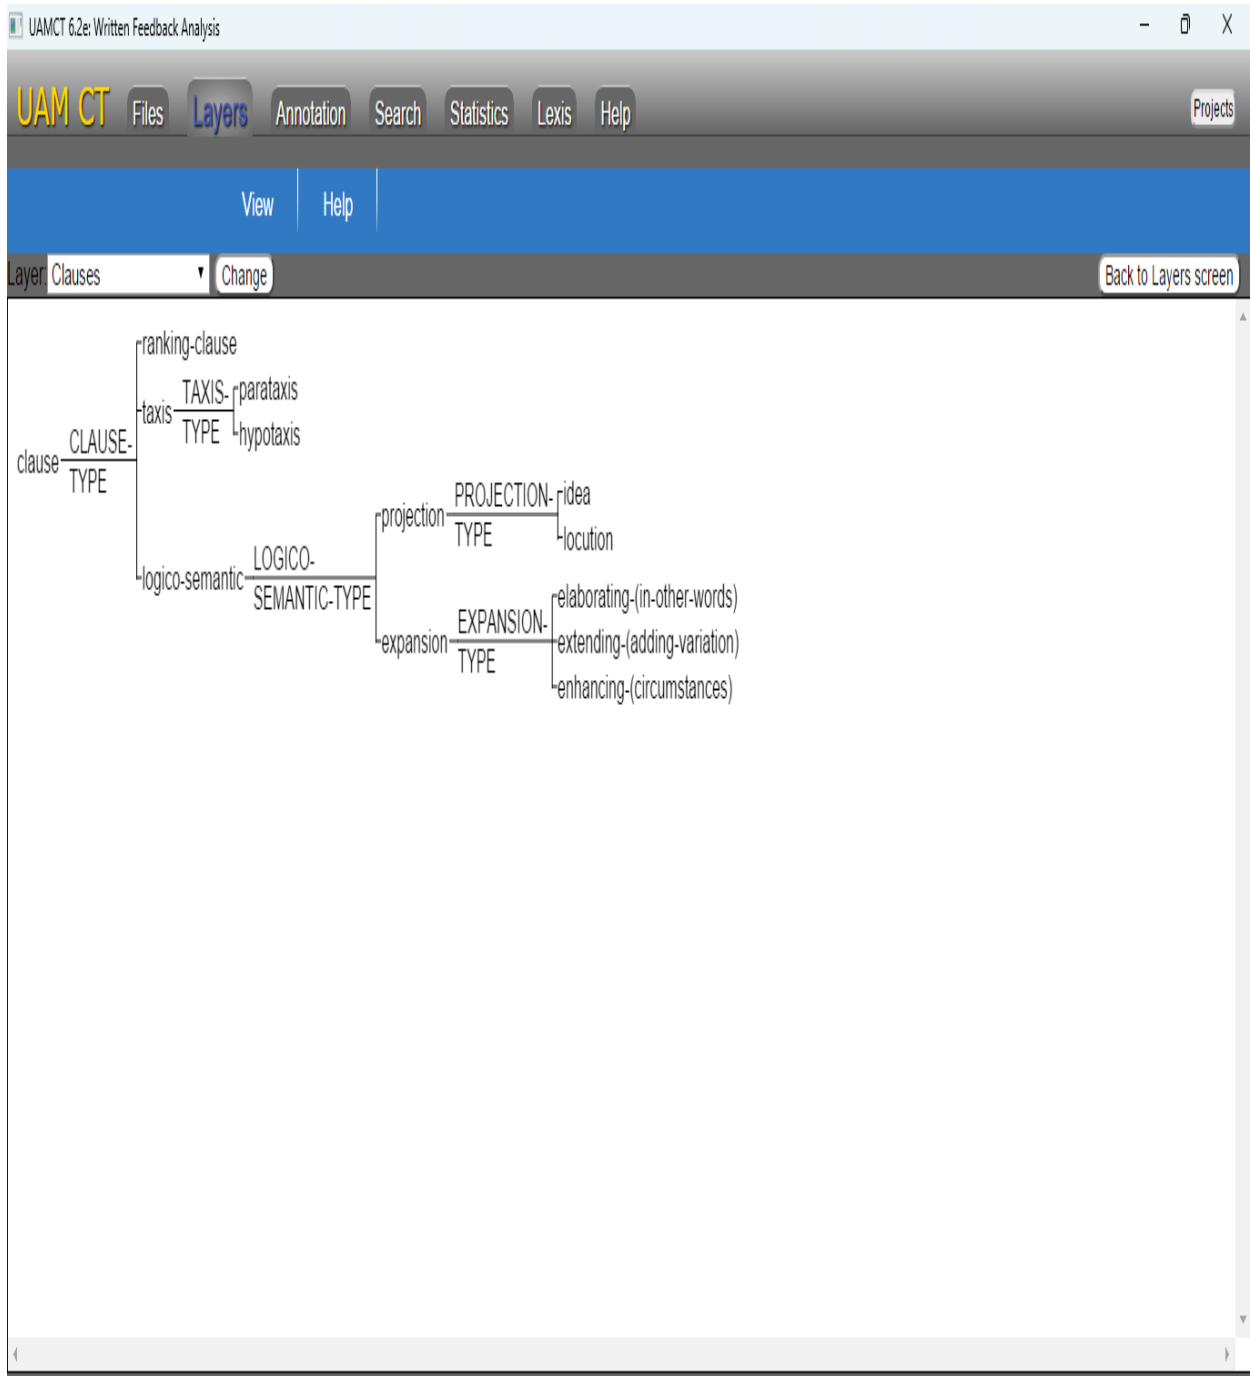 UAMCT 6.2e: Written Feedback Analysis
UAM CT Files Layers Annotation Search Statistics Lexis Help Projects
View Help
Layer: Clauses Change Back to Layers screen
ranking-clause
taxis TAXIS-TYPE parataxis
hypotaxis
clause CLAUSE-TYPE
projection PROJECTION-TYPE idea
locution
logico-semantic LOGICO-SEMANTIC-TYPE
elaborating-(in-other-words)
expansion EXPANSION-TYPE extending-(adding-variation)
enhancing-(circumstances)